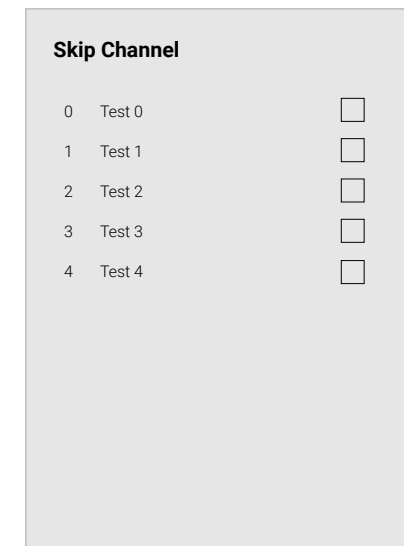 Skip Channel
0 Test 0
1 Test 1
2 Test 2
3 Test 3
4 Test 4